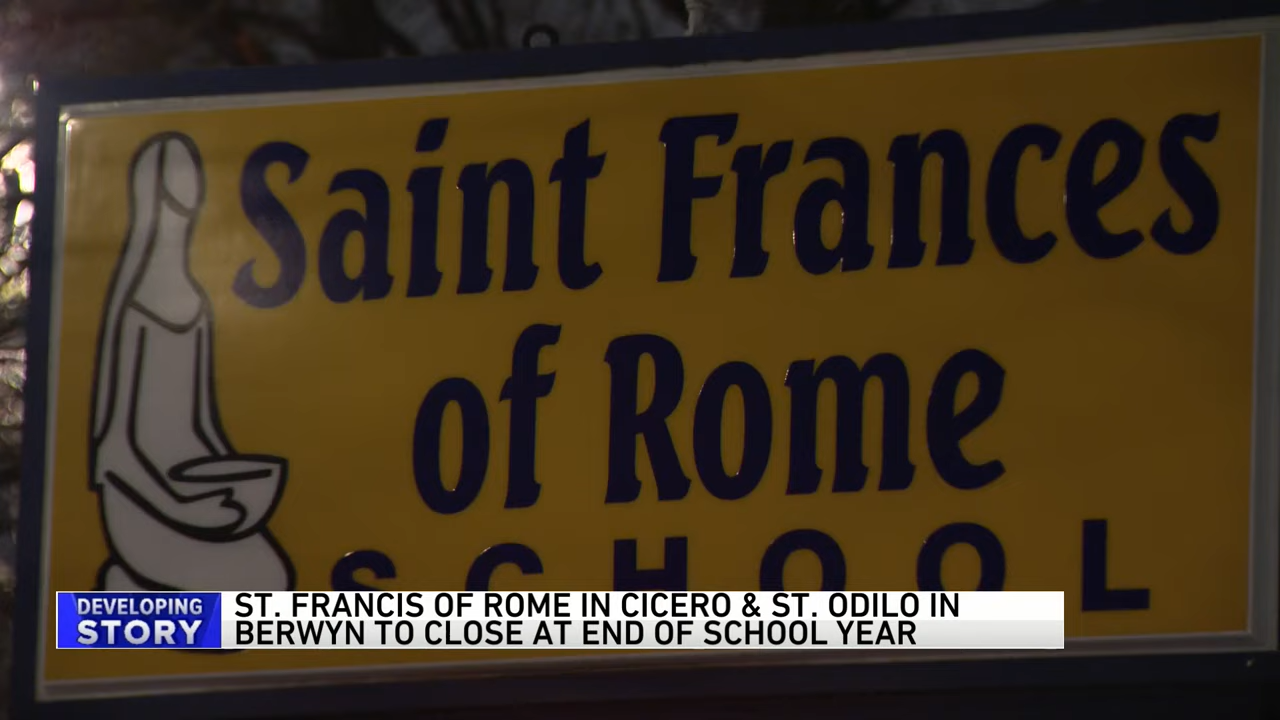 Saint Frances
of Rome
SCHOOL
DEVELOPING
STORY
ST. FRANCIS OF ROME IN CICERO & ST. ODILO IN
BERWYN TO CLOSE AT END OF SCHOOL YEAR